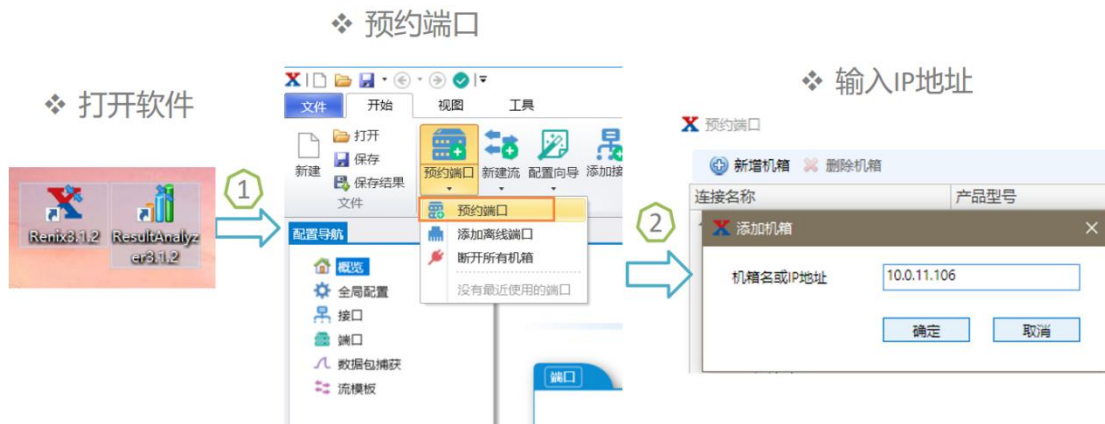 ❖ 打开软件
Renix3.1.2
ResultAnalyz
er3.1.2
1
❖ 预约端口
文件
开始
视图
工具
新建
打开
保存
保存结果
文件
预约端口
新建流
配置向导
添加接
预约端口
添加离线端口
断开所有机箱
没有最近使用的端口
配置导航
概览
全局配置
接口
端口
数据包捕获
流模板
端口
2
❖ 输入IP地址
预约端口
新增机箱
删除机箱
连接名称
产品型号
添加机箱
机箱名或IP地址
10.0.11.106
确定
取消